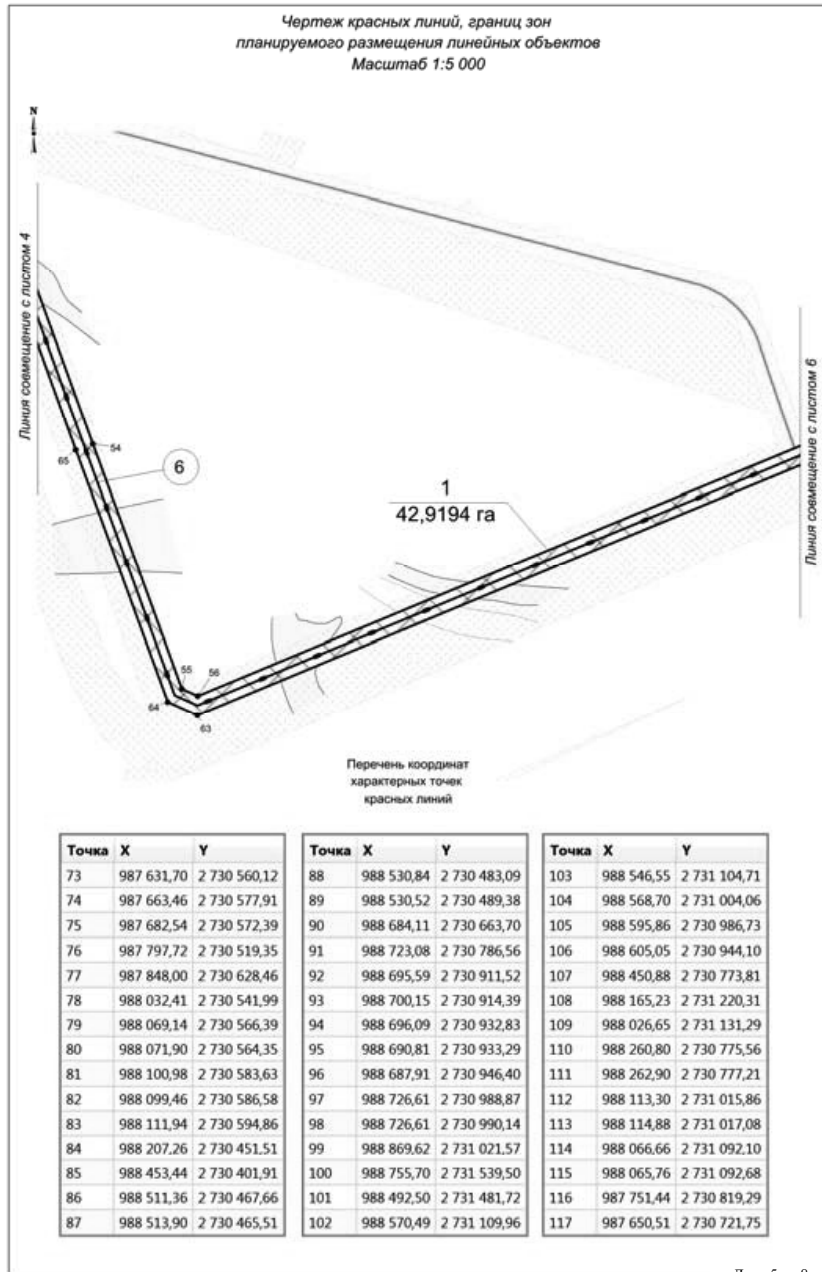 Чертеж красных линий, границ зон
планируемого размещения линейных объектов
Масштаб 1:5 000
N
Линия совмещение с листом 4
Линия совмещение с листом 6
54
65
6
1
42,9194 га
55
56
64
63
Перечень координат
характерных точек
красных линий
Точка X Y
73 987 631,70 2 730 560,12
74 987 663,46 2 730 577,91
75 987 682,54 2 730 572,39
76 987 797,72 2 730 519,35
77 987 848,00 2 730 628,46
78 988 032,41 2 730 541,99
79 988 069,14 2 730 566,39
80 988 071,90 2 730 564,35
81 988 100,98 2 730 583,63
82 988 099,46 2 730 586,58
83 988 111,94 2 730 594,86
84 988 207,26 2 730 451,51
85 988 453,44 2 730 401,91
86 988 511,36 2 730 467,66
87 988 513,90 2 730 465,51
Точка X Y
88 988 530,84 2 730 483,09
89 988 530,52 2 730 489,38
90 988 684,11 2 730 663,70
91 988 723,08 2 730 786,56
92 988 695,59 2 730 911,52
93 988 700,15 2 730 914,39
94 988 696,09 2 730 932,83
95 988 690,81 2 730 933,29
96 988 687,91 2 730 946,40
97 988 726,61 2 730 988,87
98 988 726,61 2 730 990,14
99 988 869,62 2 731 021,57
100 988 755,70 2 731 539,50
101 988 492,50 2 731 481,72
102 988 570,49 2 731 109,96
Точка X Y
103 988 546,55 2 731 104,71
104 988 568,70 2 731 004,06
105 988 595,86 2 730 986,73
106 988 605,05 2 730 944,10
107 988 450,88 2 730 773,81
108 988 165,23 2 731 220,31
109 988 026,65 2 731 131,29
110 988 260,80 2 730 775,56
111 988 262,90 2 730 777,21
112 988 113,30 2 731 015,86
113 988 114,88 2 731 017,08
114 988 066,66 2 731 092,10
115 988 065,76 2 731 092,68
116 987 751,44 2 730 819,29
117 987 650,51 2 730 721,75